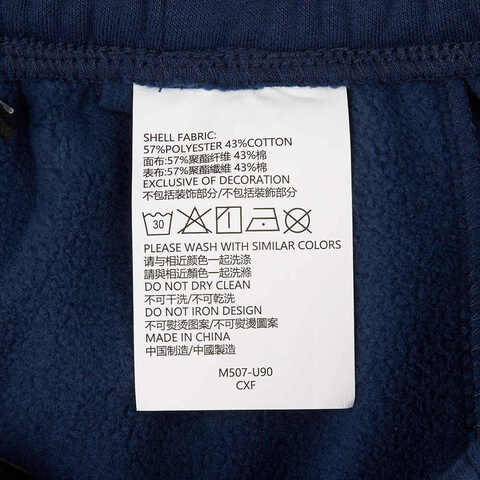 SHELL FABRIC:
57%POLYESTER 43%COTTON
面布:57%聚酯纤维 43%棉
表布:57%聚酯纖維 43%棉
EXCLUSIVE OF DECORATION
不包括装饰部分/不包括裝飾部分
30
PLEASE WASH WITH SIMILAR COLORS
请与相近颜色一起洗涤
請與相近顏色一起洗滌
DO NOT DRY CLEAN
不可干洗/不可乾洗
DO NOT IRON DESIGN
不可熨烫图案/不可熨燙圖案
MADE IN CHINA
中国制造/中國製造
M507-U90
CXF